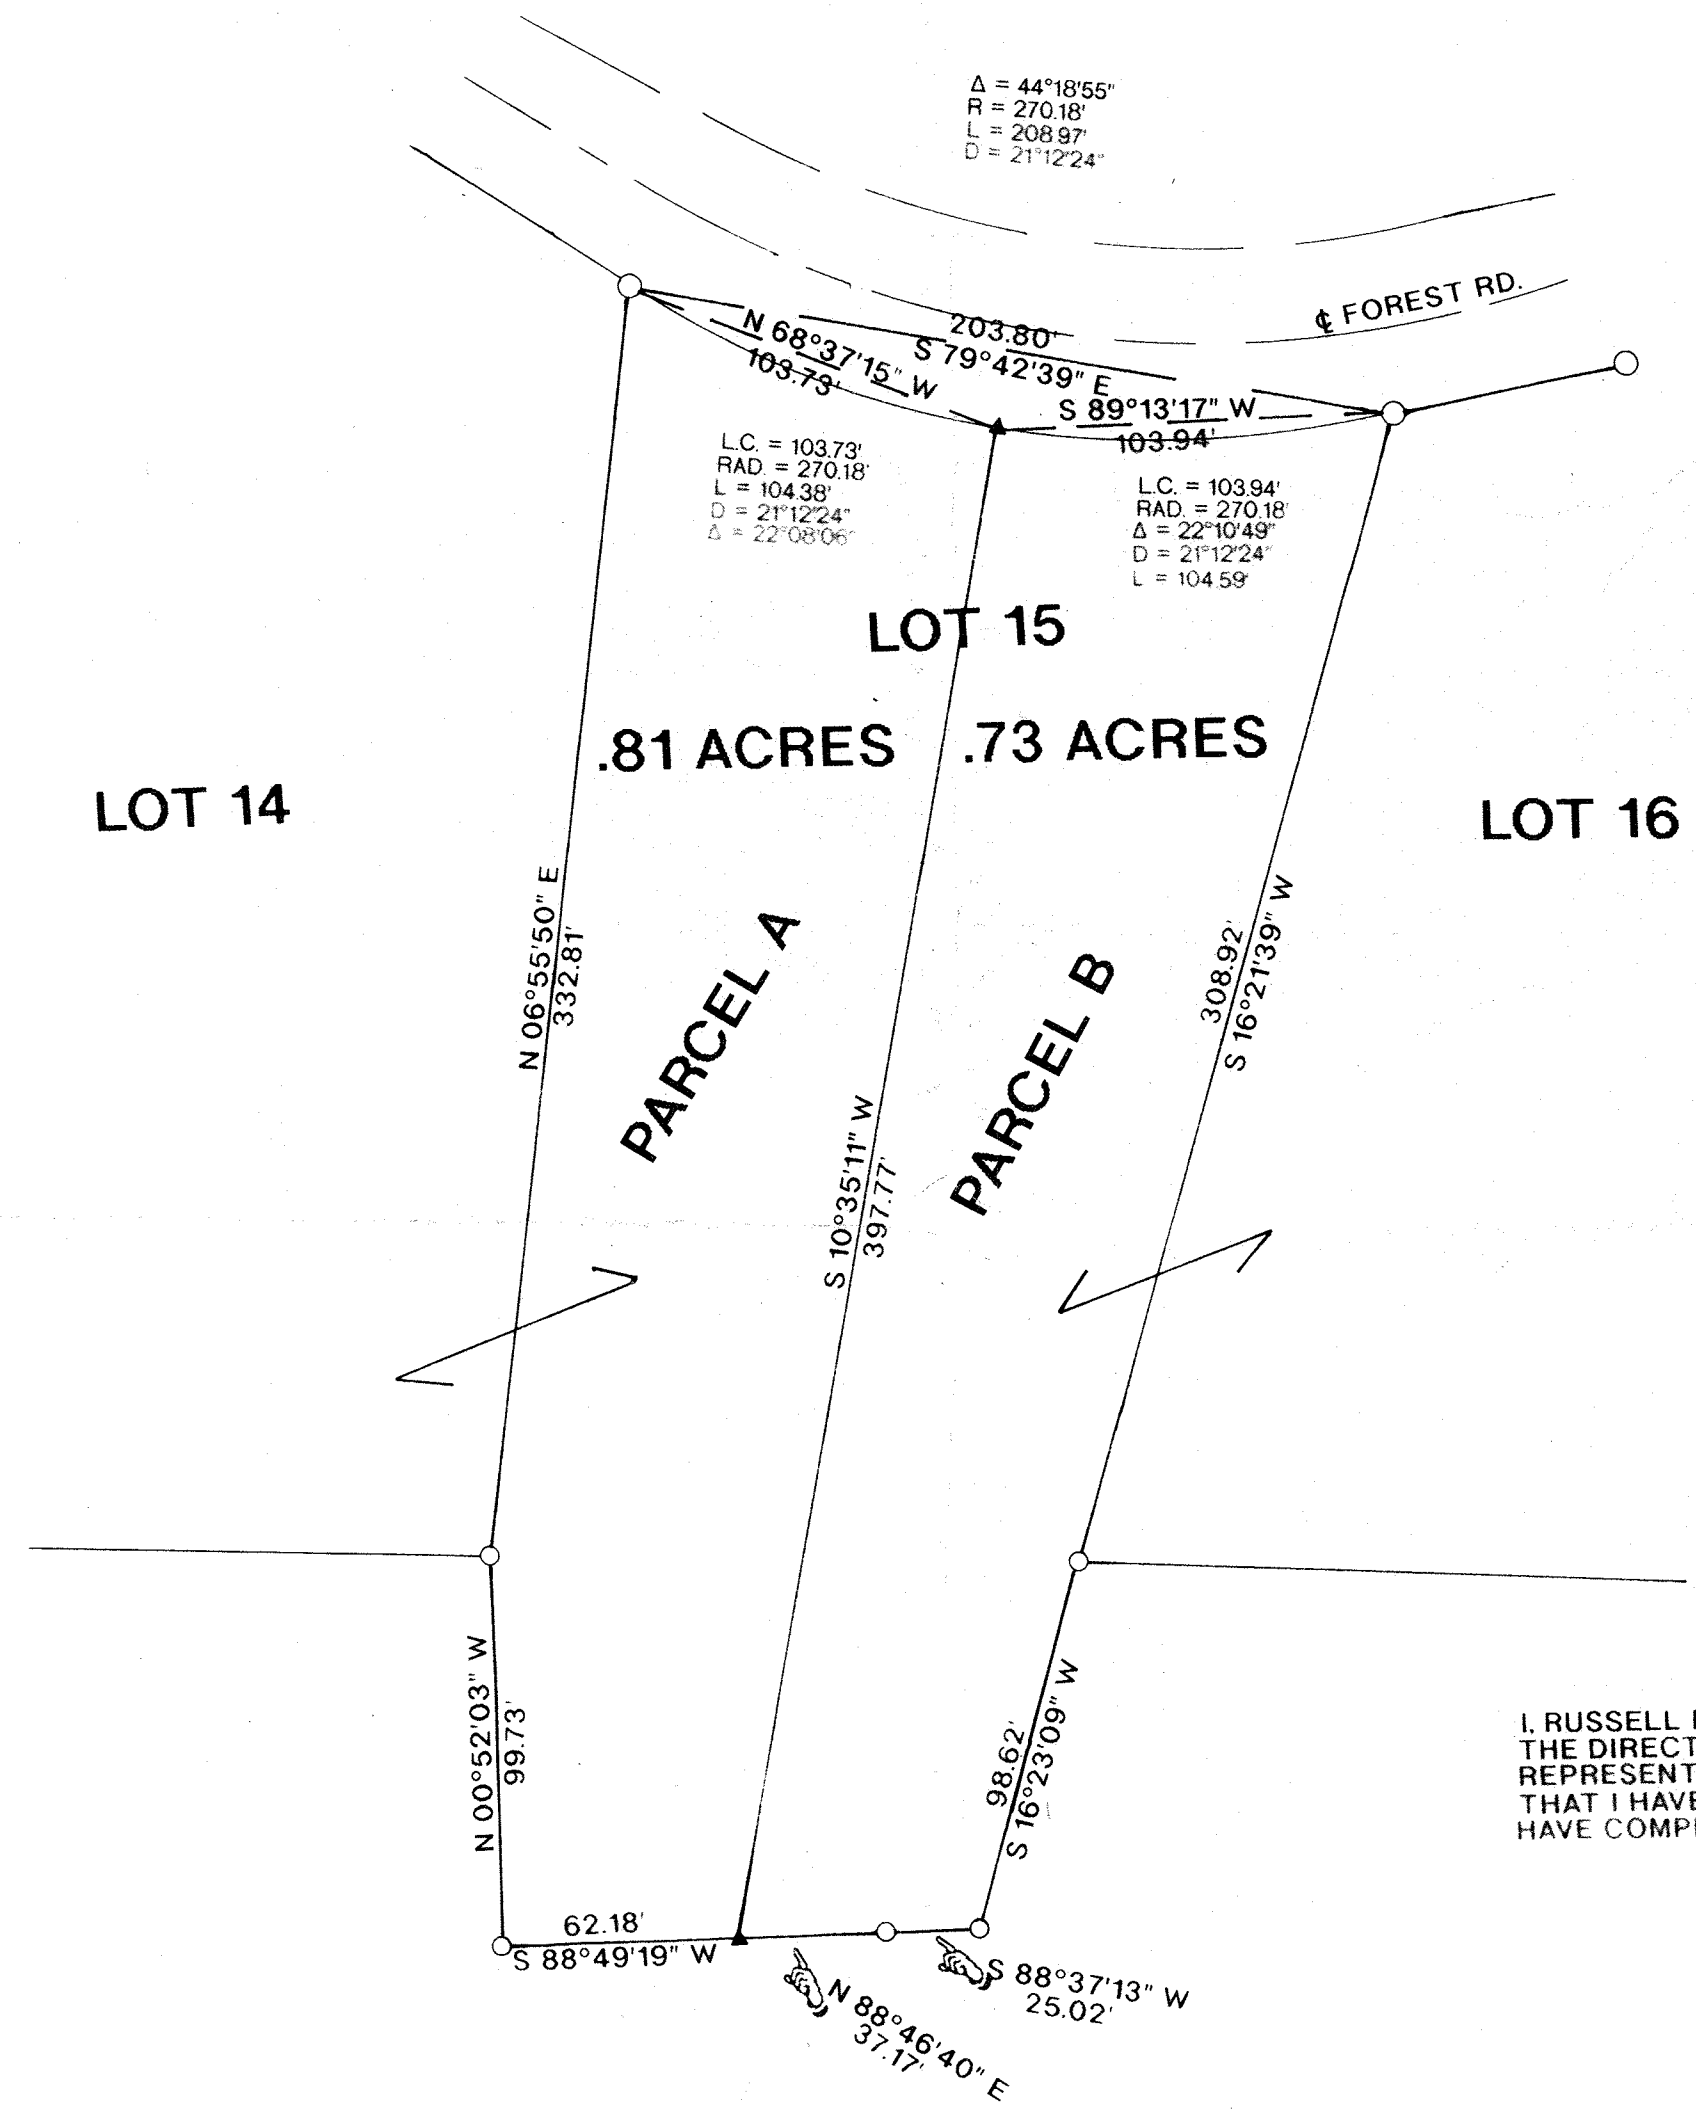 Δ = 44°18'55"
R = 270.18'
L = 208.97'
D = 21°12'24"
℄ FOREST RD.
203.80'
S 79°42'39" E
N 68°37'15" W
103.73'
S 89°13'17" W
103.94'
L.C. = 103.73'
RAD. = 270.18'
L = 104.38'
D = 21°12'24"
Δ = 22°08'06"
L.C. = 103.94'
RAD. = 270.18'
Δ = 22°10'49"
D = 21°12'24"
L = 104.59'
LOT 15
.81 ACRES
.73 ACRES
LOT 14
LOT 16
N 06°55'50" E
332.81'
PARCEL A
PARCEL B
308.92'
S 16°21'39" W
S 10°35'11" W
397.77'
N 00°52'03" W
99.73'
98.62'
S 16°23'09" W
I, RUSSELL
THE DIRECT
REPRESENT
THAT I HAVE
HAVE COMP
62.18'
S 88°49'19" W
S 88°37'13" W
25.02'
N 88°46'40" E
37.17'